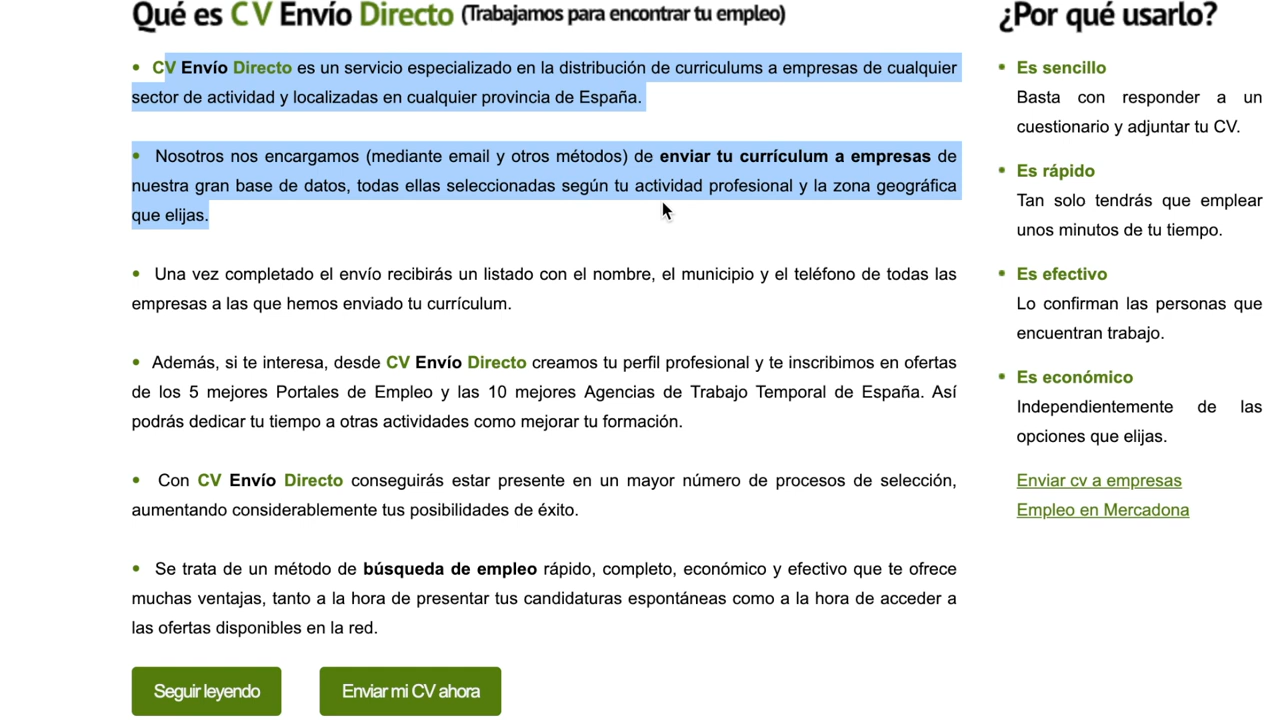 Qué es CV Envío Directo (Trabajamos para encontrar tu empleo)
• CV Envío Directo es un servicio especializado en la distribución de curriculums a empresas de cualquier
sector de actividad y localizadas en cualquier provincia de España.
• Nosotros nos encargamos (mediante email y otros métodos) de enviar tu currículum a empresas de
nuestra gran base de datos, todas ellas seleccionadas según tu actividad profesional y la zona geográfica
que elijas.
• Una vez completado el envío recibirás un listado con el nombre, el municipio y el teléfono de todas las
empresas a las que hemos enviado tu currículum.
• Además, si te interesa, desde CV Envío Directo creamos tu perfil profesional y te inscribimos en ofertas
de los 5 mejores Portales de Empleo y las 10 mejores Agencias de Trabajo Temporal de España. Así
podrás dedicar tu tiempo a otras actividades como mejorar tu formación.
• Con CV Envío Directo conseguirás estar presente en un mayor número de procesos de selección,
aumentando considerablemente tus posibilidades de éxito.
• Se trata de un método de búsqueda de empleo rápido, completo, económico y efectivo que te ofrece
muchas ventajas, tanto a la hora de presentar tus candidaturas espontáneas como a la hora de acceder a
las ofertas disponibles en la red.
Seguir leyendo
Enviar mi CV ahora
¿Por qué usarlo?
• Es sencillo
Basta con responder a un
cuestionario y adjuntar tu CV.
• Es rápido
Tan solo tendrás que emplear
unos minutos de tu tiempo.
• Es efectivo
Lo confirman las personas que
encuentran trabajo.
• Es económico
Independientemente de las
opciones que elijas.
Enviar cv a empresas
Empleo en Mercadona